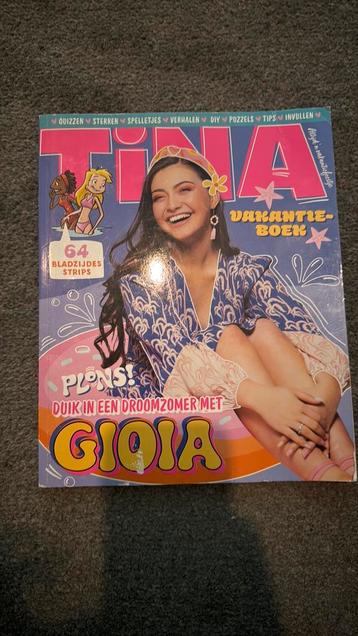 QUIZZEN ♥ STERREN ♥ SPELLETJES ♥ VERHALEN ♥ DIY ♥ PUZZELS ♥ TIPS ♥ INVULLEN ♥
TiNA
VAKANTIE-
BOEK
64
BLADZIJDES
STRIPS
PLONS!
DUIK IN EEN DROOMZOMER MET
GIOIA